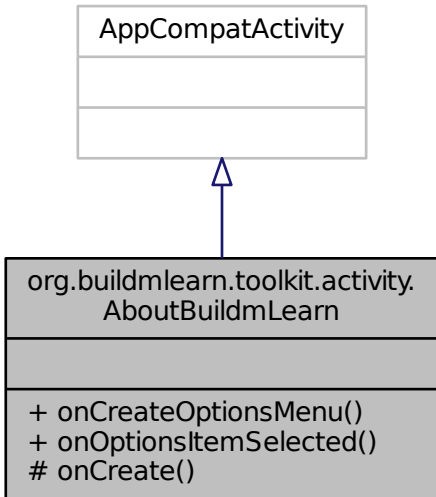 AppCompatActivity
org.buildmlearn.toolkit.activity.
AboutBuildmLearn
+ onCreateOptionsMenu()
+ onOptionsItemSelected()
# onCreate()